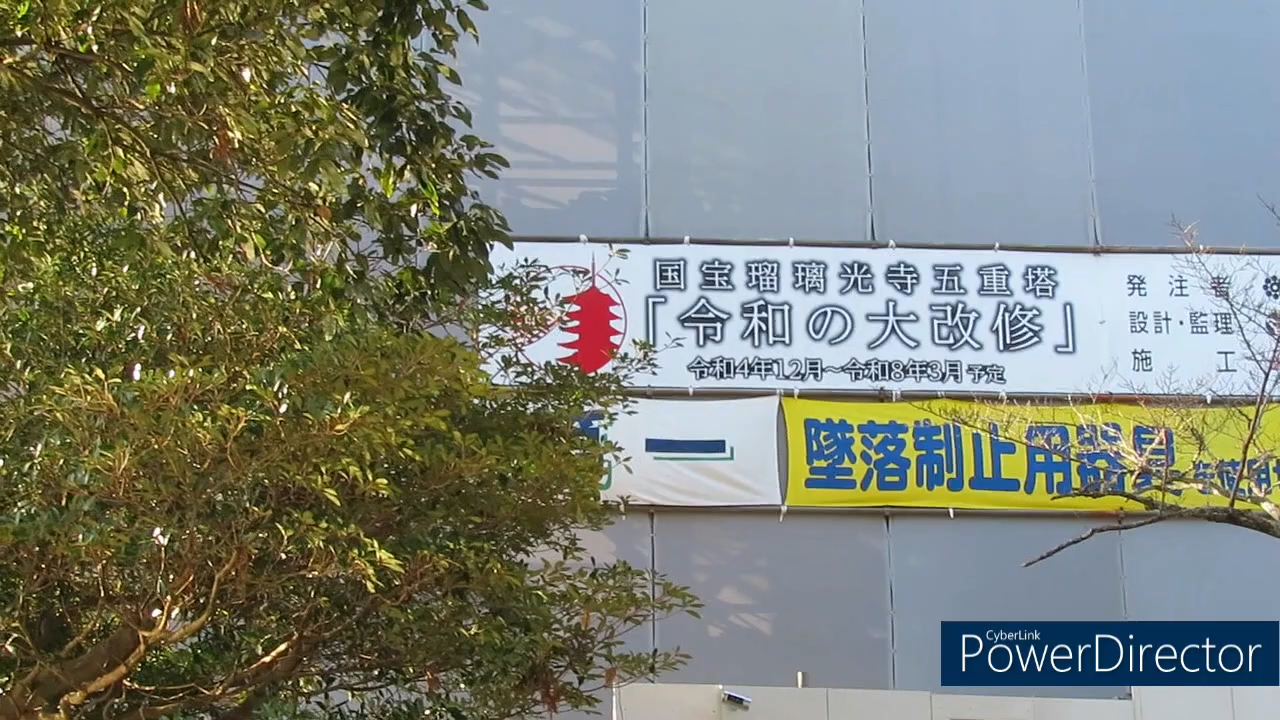 国宝瑠璃光寺五重塔
「令和の大改修」
令和4年12月～令和8年3月予定
発注者
設計・監理
施工
一
墜落制止用器具
CyberLink
PowerDirector